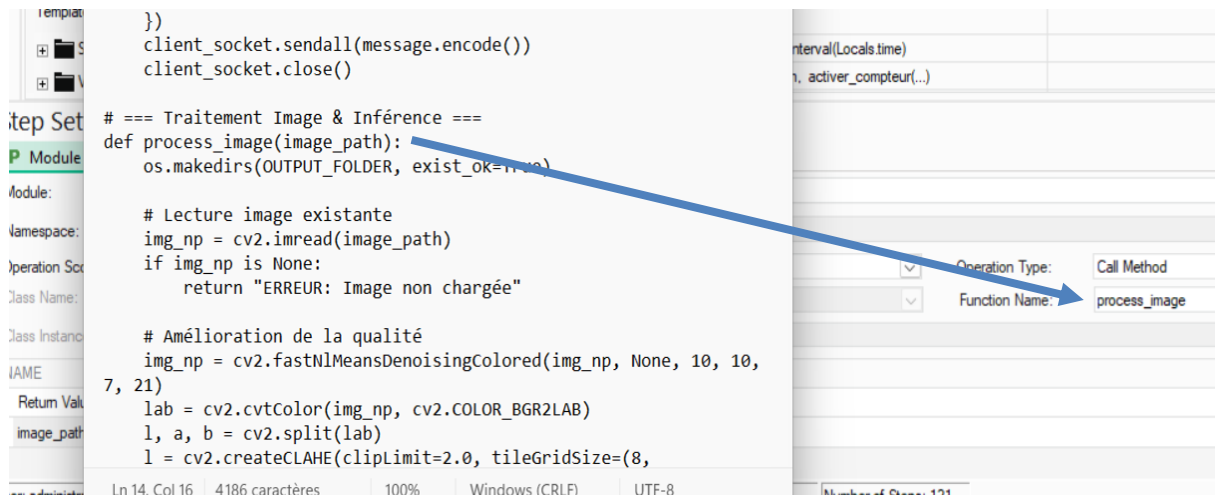 })
client_socket.sendall(message.encode())
client_socket.close()
# === Traitement Image & Inférence ===
def process_image(image_path):
os.makedirs(OUTPUT_FOLDER, exist_ok=True)
# Lecture image existante
img_np = cv2.imread(image_path)
if img_np is None:
return "ERREUR: Image non chargée"
# Amélioration de la qualité
img_np = cv2.fastNlMeansDenoisingColored(img_np, None, 10, 10,
7, 21)
lab = cv2.cvtColor(img_np, cv2.COLOR_BGR2LAB)
l, a, b = cv2.split(lab)
l = cv2.createCLAHE(clipLimit=2.0, tileGridSize=(8,
Ln 14, Col 16 4186 caractères 100% Windows (CRLF) UTF-8
Templat
S
V
Step Set
P Module
Module:
Namespace:
Operation Sco
Class Name:
Class Instanc
NAME
Return Valu
image_path
nterval(Locals.time)
n, activer_compteur(...)
Operation Type: Call Method
Function Name: process_image
Number of Steps: 121